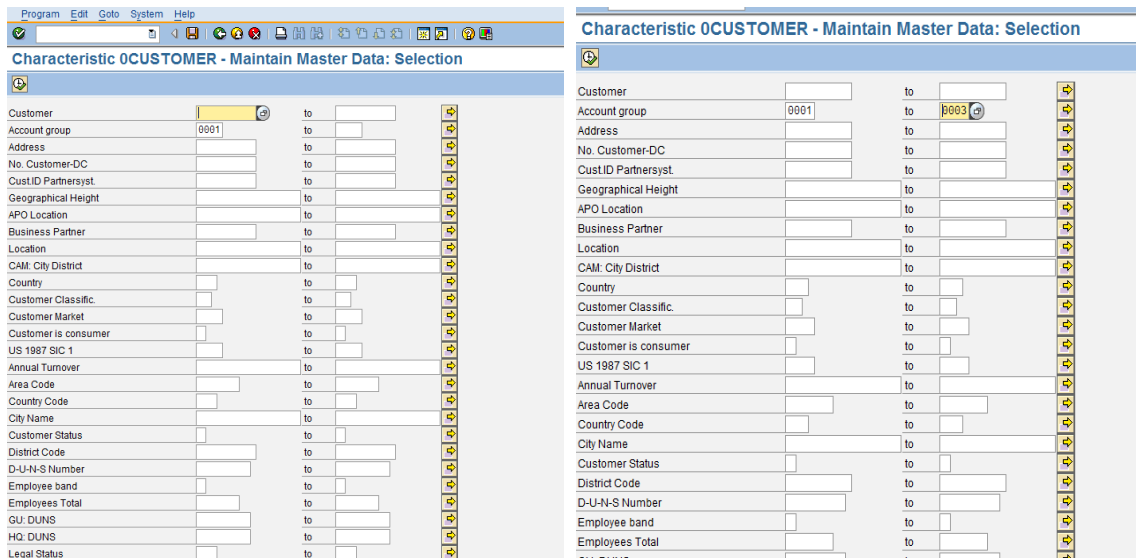 Program Edit Goto System Help
Characteristic 0CUSTOMER - Maintain Master Data: Selection
Customer to
Account group 0001 to
Address to
No. Customer-DC to
Cust.ID Partnersyst. to
Geographical Height to
APO Location to
Business Partner to
Location to
CAM: City District to
Country to
Customer Classific. to
Customer Market to
Customer is consumer to
US 1987 SIC 1 to
Annual Turnover to
Area Code to
Country Code to
City Name to
Customer Status to
District Code to
D-U-N-S Number to
Employee band to
Employees Total to
GU: DUNS to
HQ: DUNS to
Legal Status to
Characteristic 0CUSTOMER - Maintain Master Data: Selection
Customer to
Account group 0001 to 0003
Address to
No. Customer-DC to
Cust.ID Partnersyst. to
Geographical Height to
APO Location to
Business Partner to
Location to
CAM: City District to
Country to
Customer Classific. to
Customer Market to
Customer is consumer to
US 1987 SIC 1 to
Annual Turnover to
Area Code to
Country Code to
City Name to
Customer Status to
District Code to
D-U-N-S Number to
Employee band to
Employees Total to